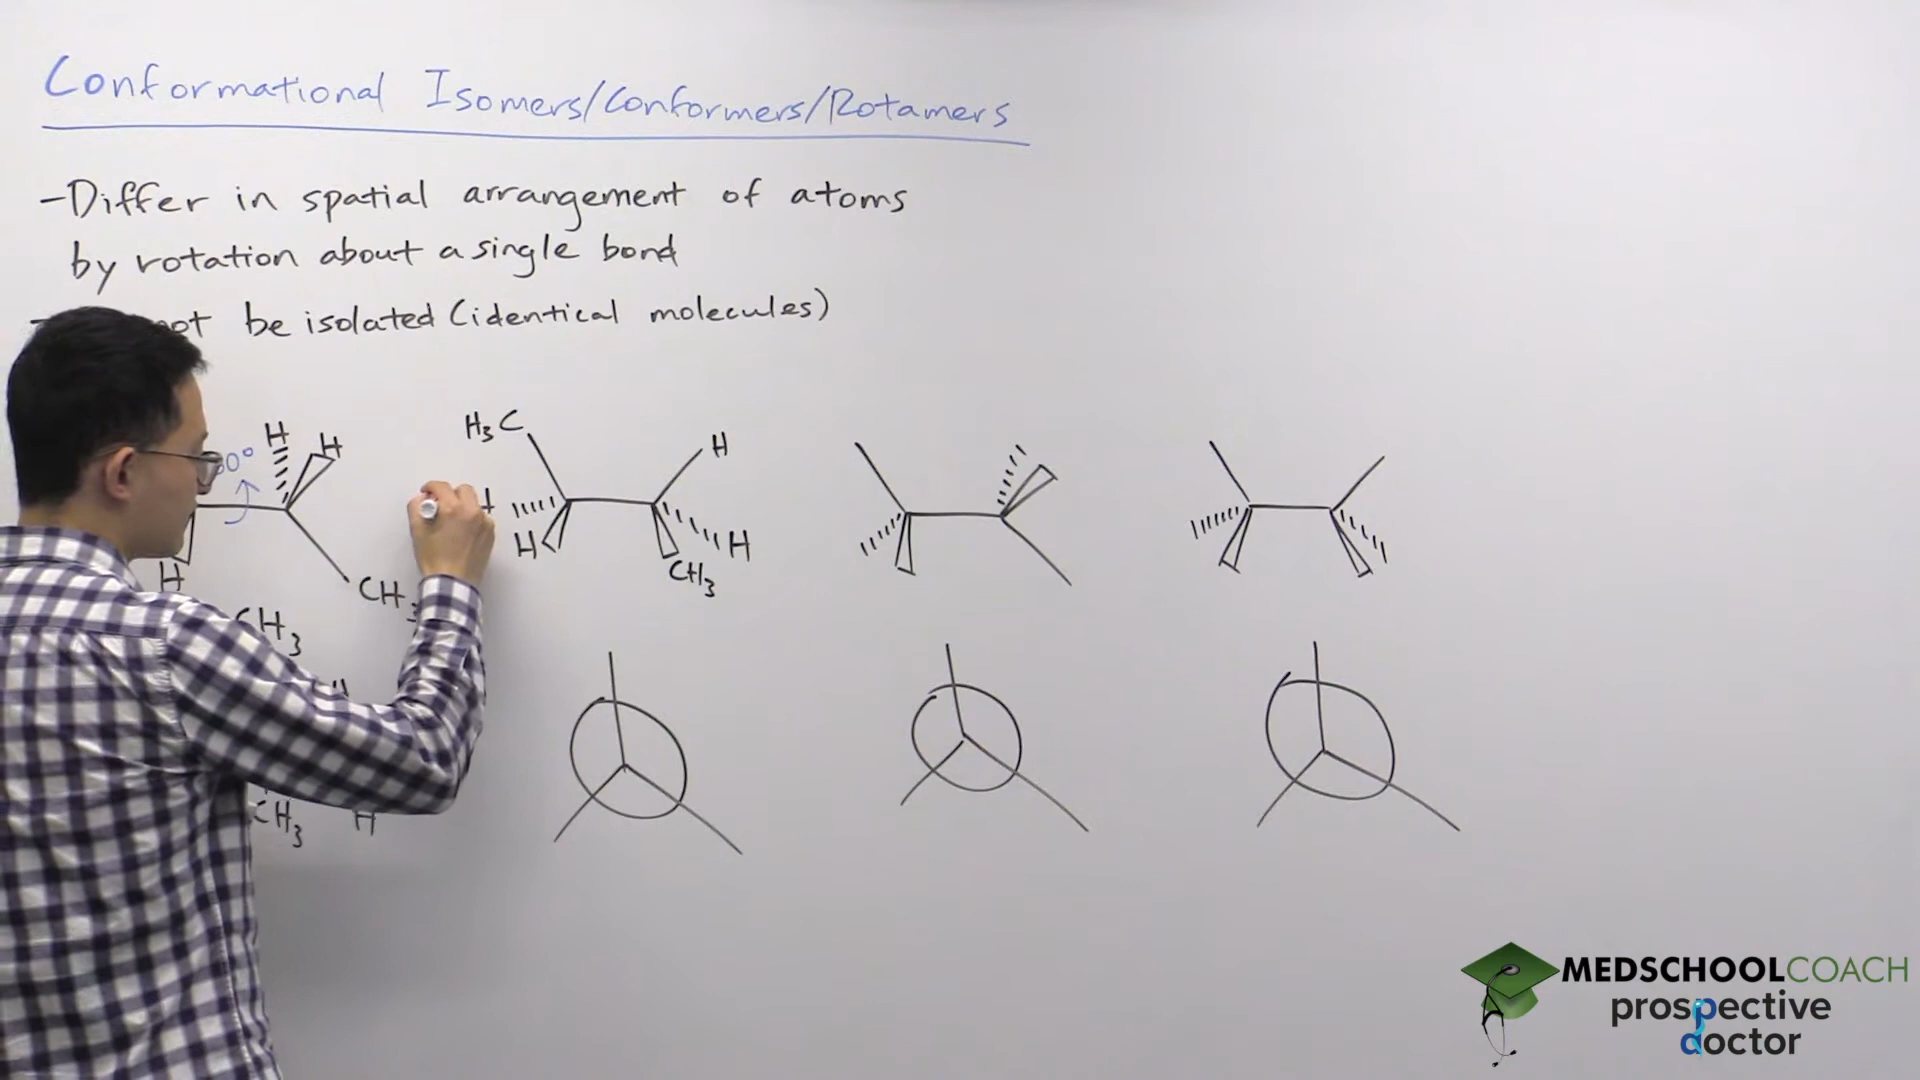 Conformational Isomers/Conformers/Rotamers
-Differ in spatial arrangement of atoms
by rotation about a single bond
not be isolated (identical molecules)
H H
0°
H
CH3
CH3
CH3
H
H3C
H
H
H
CH3
MEDSCHOOLCOACH
prospective
doctor